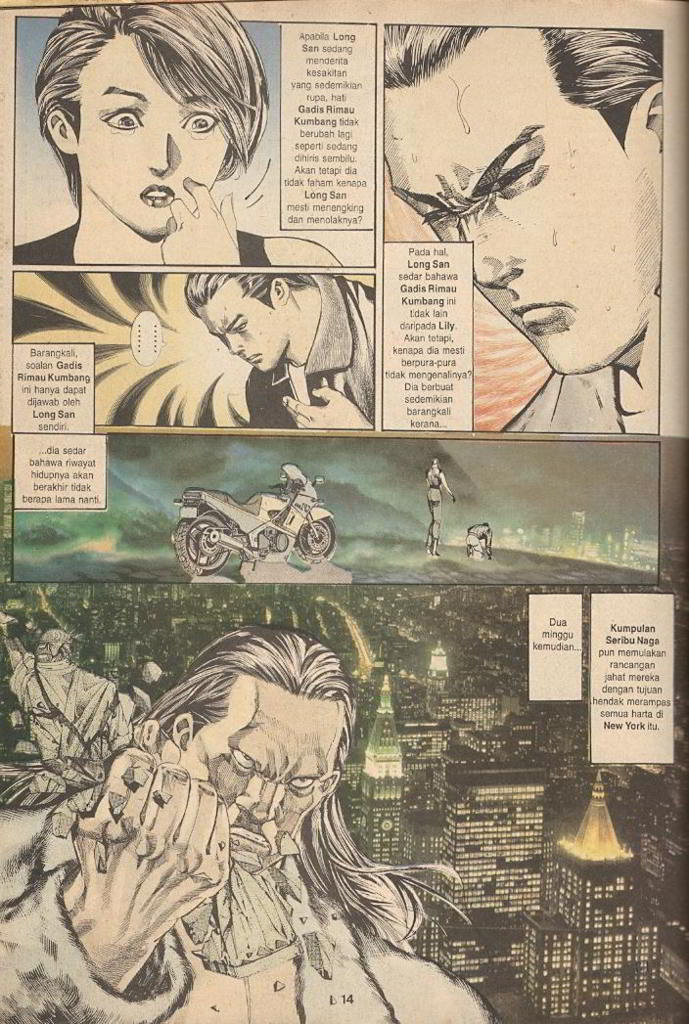 Apabila Long
San sedang
menderita
kesakitan
yang sedemikian
rupa, hati
Gadis Rimau
Kumbang tidak
berubah lagi
seperti sedang
dihiris sembilu.
Akan tetapi dia
tidak faham kenapa
Long San
mesti menengking
dan menolaknya?
Pada hal,
Long San
sedar bahawa
Gadis Rimau
Kumbang ini
tidak lain
daripada Lily.
Akan tetapi,
kenapa dia mesti
berpura-pura
tidak mengenalinya?
Dia berbuat
sedemikian
barangkali
kerana...
Barangkali,
soalan Gadis
Rimau Kumbang
ini hanya dapat
dijawab oleh
Long San
sendiri.
...dia sedar
bahawa riwayat
hidupnya akan
berakhir tidak
berapa lama nanti.
Dua
minggu
kemudian...
Kumpulan
Seribu Naga
pun memulakan
rancangan
jahat mereka
dengan tujuan
hendak merampas
semua harta di
New York itu.
14